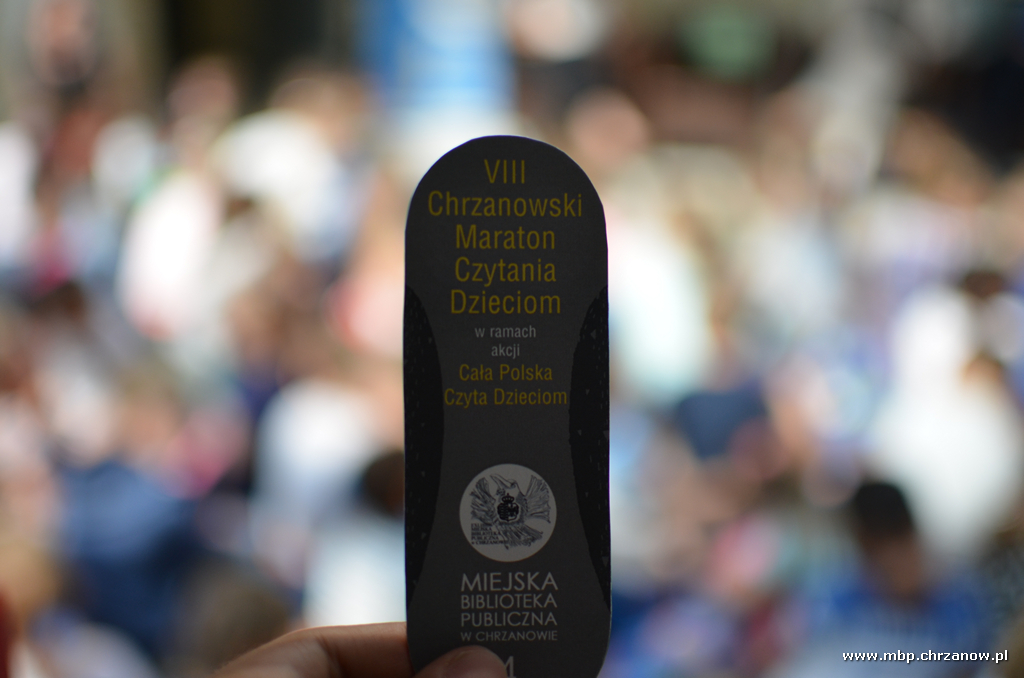 VIII
Chrzanowski
Maraton
Czytania
Dzieciom
w ramach
akcji
Cała Polska
Czyta Dzieciom
MIEJSKA
BIBLIOTEKA
PUBLICZNA
W CHRZANOWIE
www.mbp.chrzanow.pl